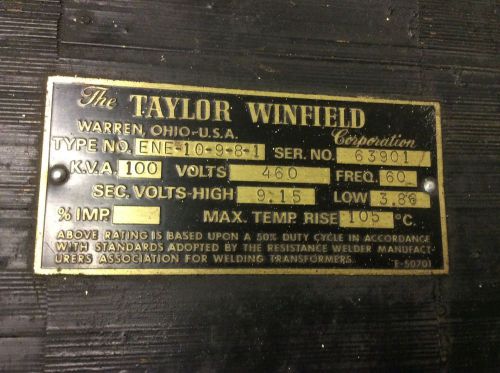 The TAYLOR WINFIELD
WARREN, OHIO-U.S.A. Corporation
TYPE NO. ENE-10-9-8-1 SER. NO. 63901
K.V.A. 100 VOLTS 460 FREQ. 60
SEC. VOLTS-HIGH 9.15 LOW 3.86
% IMP. MAX. TEMP. RISE 105 °C.
ABOVE RATING IS BASED UPON A 50% DUTY CYCLE IN ACCORDANCE
WITH STANDARDS ADOPTED BY THE RESISTANCE WELDER MANUFACT-
URERS ASSOCIATION FOR WELDING TRANSFORMERS. E-50701